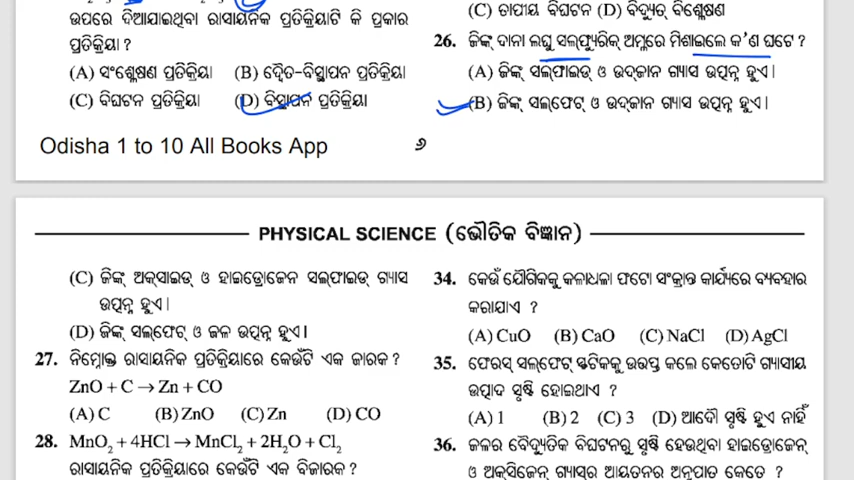 ଉପରେ ଦିଆଯାଇଥିବା ରାସାୟନିକ ପ୍ରତିକ୍ରିୟାଟି କି ପ୍ରକାର
ପ୍ରତିକ୍ରିୟା ?
(A) ସଂଶ୍ଳେଷଣ ପ୍ରତିକ୍ରିୟା (B) ଦ୍ୱୈତ-ବିସ୍ଥାପନ ପ୍ରତିକ୍ରିୟା
(C) ବିଘଟନ ପ୍ରତିକ୍ରିୟା (D) ବିସ୍ଥାପନ ପ୍ରତିକ୍ରିୟା
(C) ତାପୀୟ ବିଘଟନ (D) ବିଦ୍ୟୁତ୍ ବିଶ୍ଳେଷଣ
26. ଜିଙ୍କ୍ ଦାନା ଲଘୁ ସଲ୍‌ଫ୍ୟୁରିକ୍ ଅମ୍ଳରେ ମିଶାଇଲେ କ'ଣ ଘଟେ ?
(A) ଜିଙ୍କ୍ ସଲ୍‌ଫାଇଡ୍ ଓ ଉଦ୍‌ଜାନ ଗ୍ୟାସ ଉତ୍ପନ୍ନ ହୁଏ।
(B) ଜିଙ୍କ୍ ସଲ୍‌ଫେଟ୍ ଓ ଉଦ୍‌ଜାନ ଗ୍ୟାସ ଉତ୍ପନ୍ନ ହୁଏ।
Odisha 1 to 10 All Books App
୬
PHYSICAL SCIENCE (ଭୌତିକ ବିଜ୍ଞାନ)
(C) ଜିଙ୍କ୍ ଅକ୍‌ସାଇଡ୍ ଓ ହାଇଡ୍ରୋଜେନ ସଲ୍‌ଫାଇଡ୍ ଗ୍ୟାସ
ଉତ୍ପନ୍ନ ହୁଏ।
(D) ଜିଙ୍କ୍ ସଲ୍‌ଫେଟ୍ ଓ ଜଳ ଉତ୍ପନ୍ନ ହୁଏ।
27. ନିମ୍ନୋକ୍ତ ରାସାୟନିକ ପ୍ରତିକ୍ରିୟାରେ କେଉଁଟି ଏକ ଜାରକ ?
ZnO + C → Zn + CO
(A) C (B) ZnO (C) Zn (D) CO
28. MnO₂ + 4HCl → MnCl₂ + 2H₂O + Cl₂
ରାସାୟନିକ ପ୍ରତିକ୍ରିୟାରେ କେଉଁଟି ଏକ ବିଜାରକ ?
34. କେଉଁ ଯୌଗିକକୁ କଳାଧଳା ଫଟୋ ସଂକ୍ରାନ୍ତ କାର୍ଯ୍ୟରେ ବ୍ୟବହାର
କରାଯାଏ ?
(A) CuO (B) CaO (C) NaCl (D) AgCl
35. ଫେରସ୍ ସଲ୍‌ଫେଟ୍ ସ୍ଫଟିକକୁ ଉତ୍ତପ୍ତ କଲେ କେତୋଟି ଗ୍ୟାସୀୟ
ଉତ୍ପାଦ ସୃଷ୍ଟି ହୋଇଥାଏ ?
(A) 1 (B) 2 (C) 3 (D) ଆଦୌ ସୃଷ୍ଟି ହୁଏ ନାହିଁ
36. ଜଳର ବୈଦ୍ୟୁତିକ ବିଘଟନରୁ ସୃଷ୍ଟି ହେଉଥିବା ହାଇଡ୍ରୋଜେନ୍
ଓ ଅକ୍‌ସିଜେନ୍ ଗ୍ୟାସ୍‌ର ଆୟତନର ଅନୁପାତ କେତେ ?